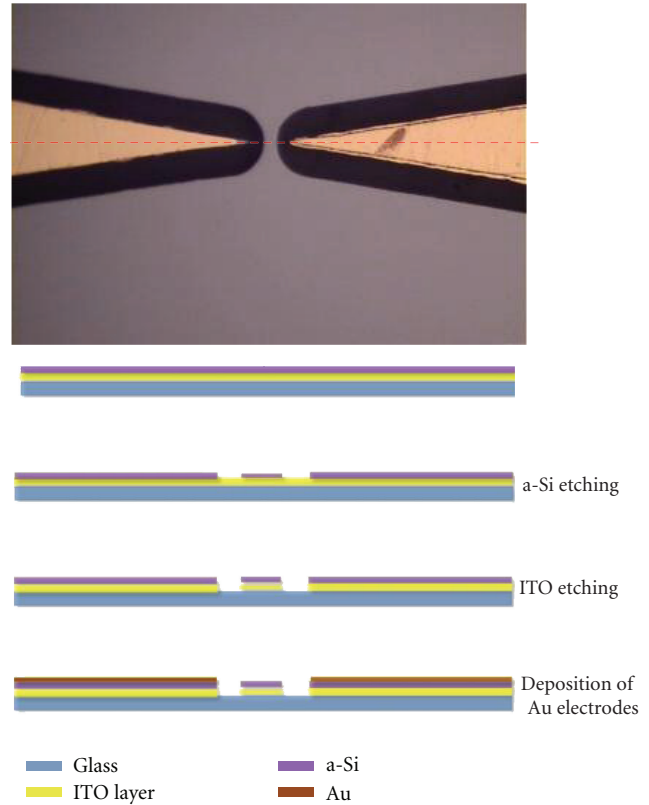 a-Si etching
ITO etching
Deposition of
Au electrodes
Glass
a-Si
ITO layer
Au